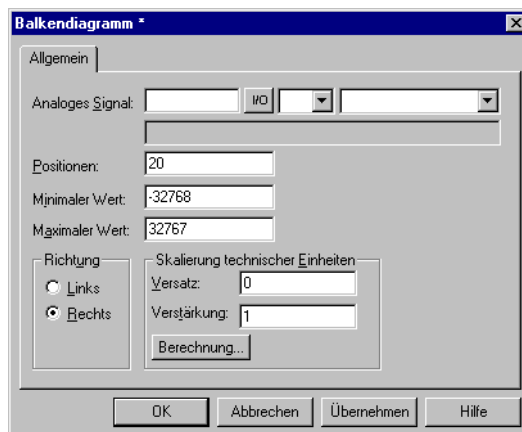 Balkendiagramm *
Allgemein
Analoges Signal: I/O
Positionen: 20
Minimaler Wert: -32768
Maximaler Wert: 32767
Richtung
Links
Rechts
Skalierung technischer Einheiten
Versatz: 0
Verstärkung: 1
Berechnung...
OK Abbrechen Übernehmen Hilfe